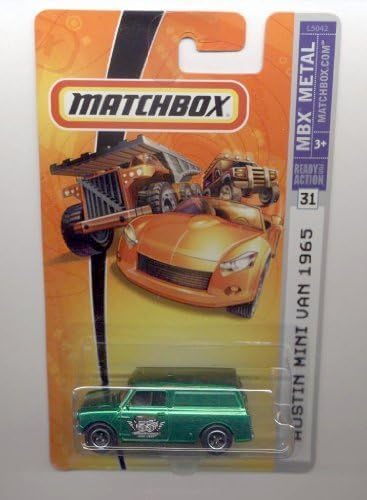 MATCHBOX
L5042
MBX METAL
MATCHBOX.COM
3+
READY FOR ACTION
31
AUSTIN MINI VAN 1965